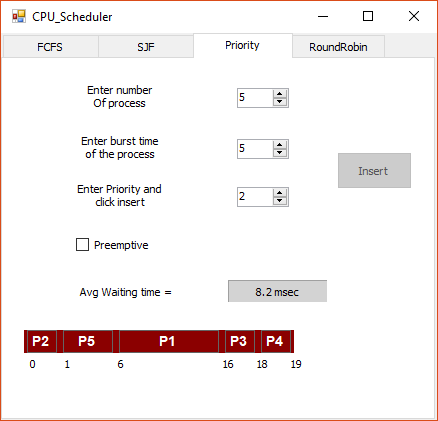 CPU_Scheduler
FCFS SJF Priority RoundRobin
Enter number
Of process
5
Enter burst time
of the process
5
Insert
Enter Priority and
click insert
2
Preemptive
Avg Waiting time = 8.2 msec
P2 P5 P1 P3 P4
0 1 6 16 18 19